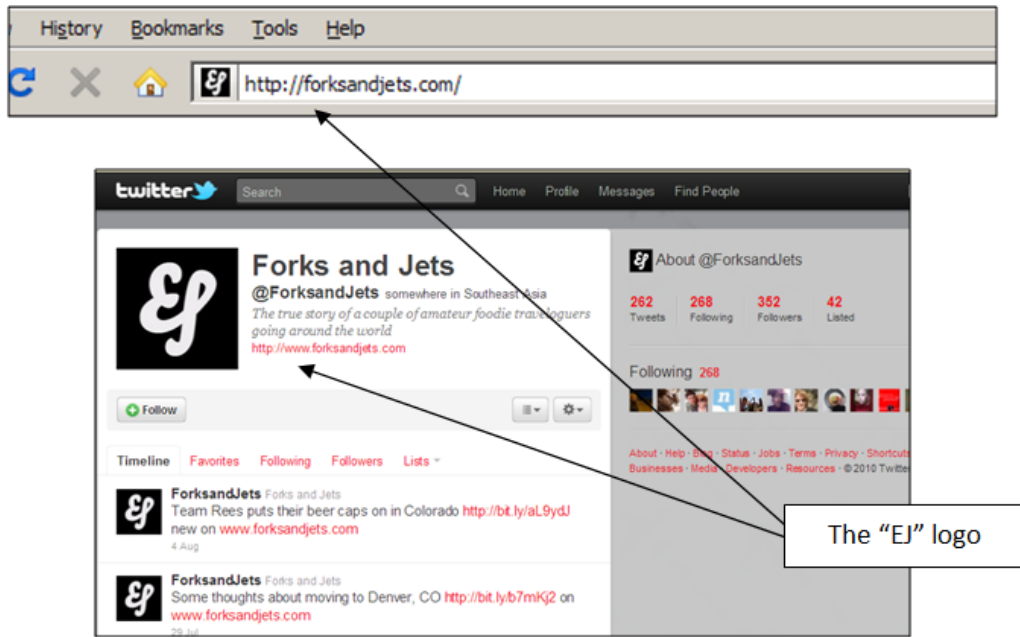 History Bookmarks Tools Help
http://forksandjets.com/
twitter Search Home Profile Messages Find People
Forks and Jets
@ForksandJets somewhere in Southeast Asia
The true story of a couple of amateur foodie traveloguers
going around the world
http://www.forksandjets.com
Follow
Timeline Favorites Following Followers Lists
ForksandJets Forks and Jets
Team Rees puts their beer caps on in Colorado http://bit.ly/aL9ydJ
new on www.forksandjets.com
4 Aug
ForksandJets Forks and Jets
Some thoughts about moving to Denver, CO http://bit.ly/b7mKj2 on
www.forksandjets.com
29 Jul
About @ForksandJets
262 268 352 42
Tweets Following Followers Listed
Following 268
About · Help · Blog · Status · Jobs · Terms · Privacy · Shortcuts
Businesses · Media · Developers · Resources · © 2010 Twitter
The “EJ” logo